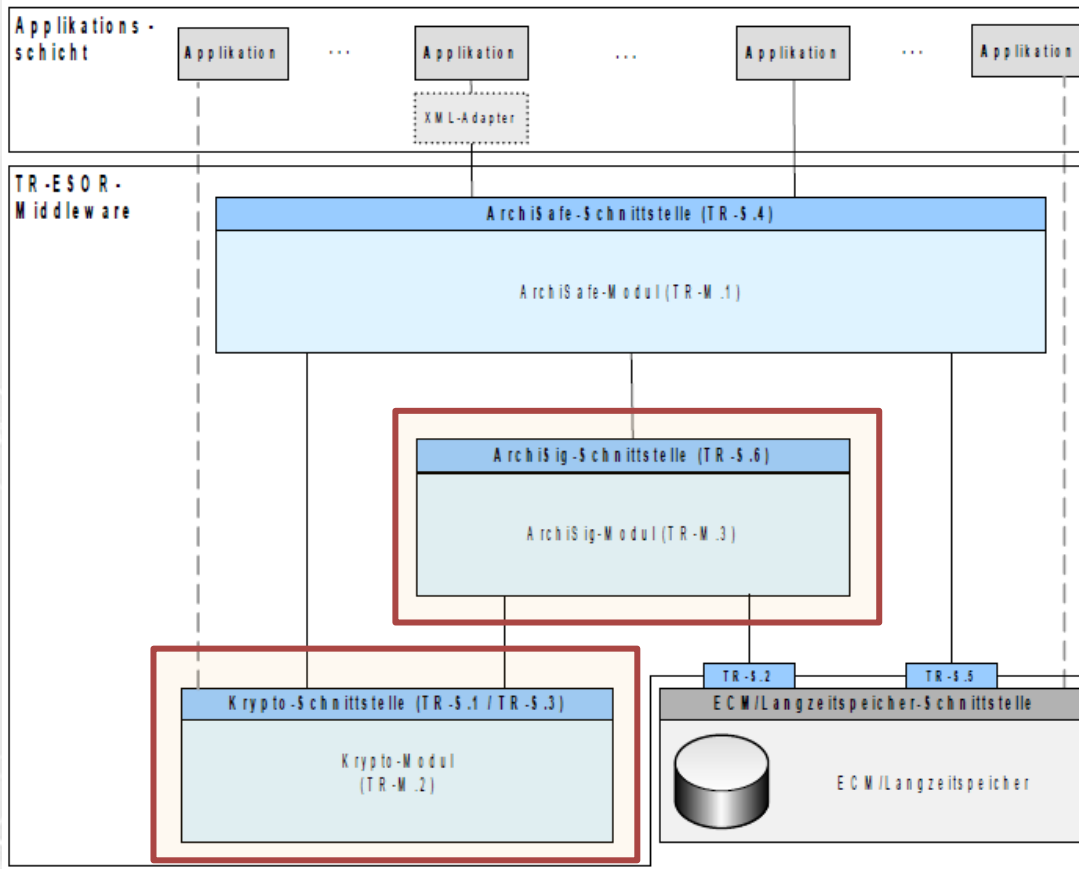 Applikations-
schicht
Applikation
...
Applikation
...
Applikation
...
Applikation
XML-Adapter
TR-ESOR-
Middleware
ArchiSafe-Schnittstelle (TR-S.4)
ArchiSafe-Modul (TR-M.1)
ArchiSig-Schnittstelle (TR-S.6)
ArchiSig-Modul (TR-M.3)
TR-S.2
TR-S.5
Krypto-Schnittstelle (TR-S.1 / TR-S.3)
ECM/Langzeitspeicher-Schnittstelle
Krypto-Modul
(TR-M.2)
ECM/Langzeitspeicher